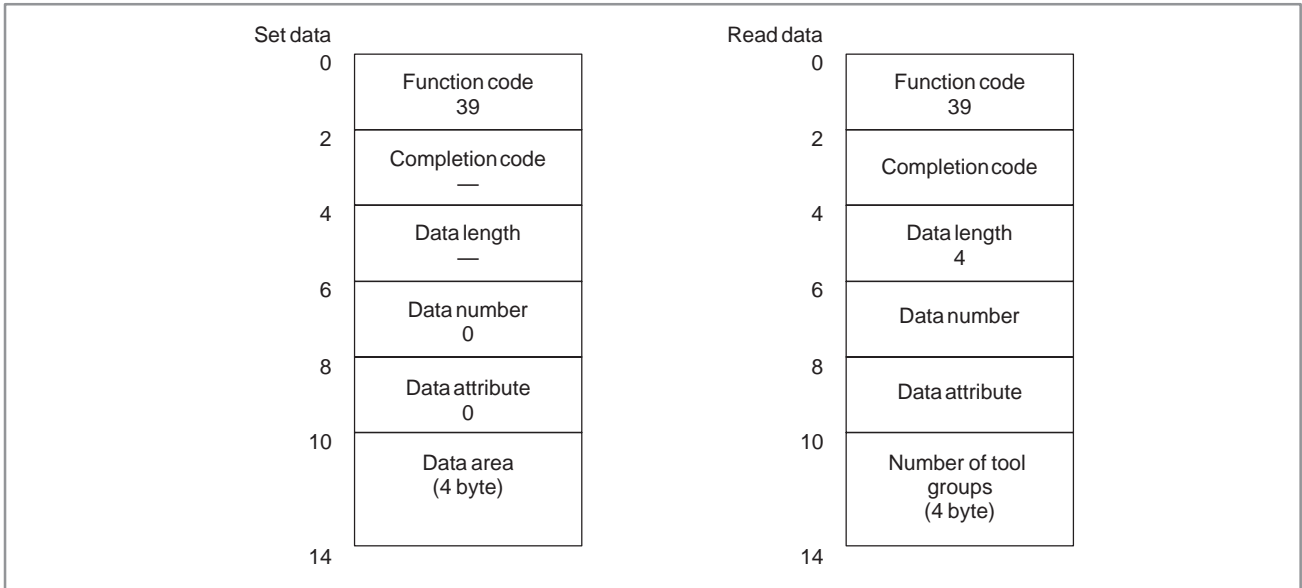 Set data
0
Function code
39
2
Completion code
—
4
Data length
—
6
Data number
0
8
Data attribute
0
10
Data area
(4 byte)
14
Read data
0
Function code
39
2
Completion code
4
Data length
4
6
Data number
8
Data attribute
10
Number of tool
groups
(4 byte)
14